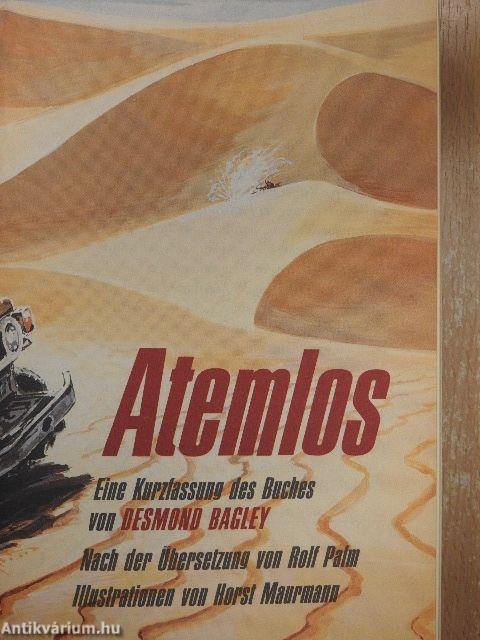 Atemlos
Eine Kurzfassung des Buches
von DESMOND BAGLEY
Nach der Übersetzung von Rolf Palm
Illustrationen von Horst Maurmann
Antikvárium.hu